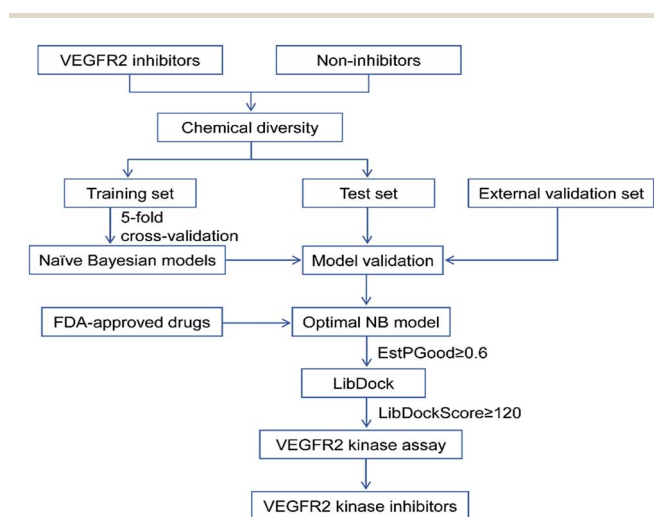 VEGFR2 inhibitors
Non-inhibitors
Chemical diversity
Training set
Test set
External validation set
5-fold
cross-validation
Naïve Bayesian models
Model validation
FDA-approved drugs
Optimal NB model
EstPGood≥0.6
LibDock
LibDockScore≥120
VEGFR2 kinase assay
VEGFR2 kinase inhibitors